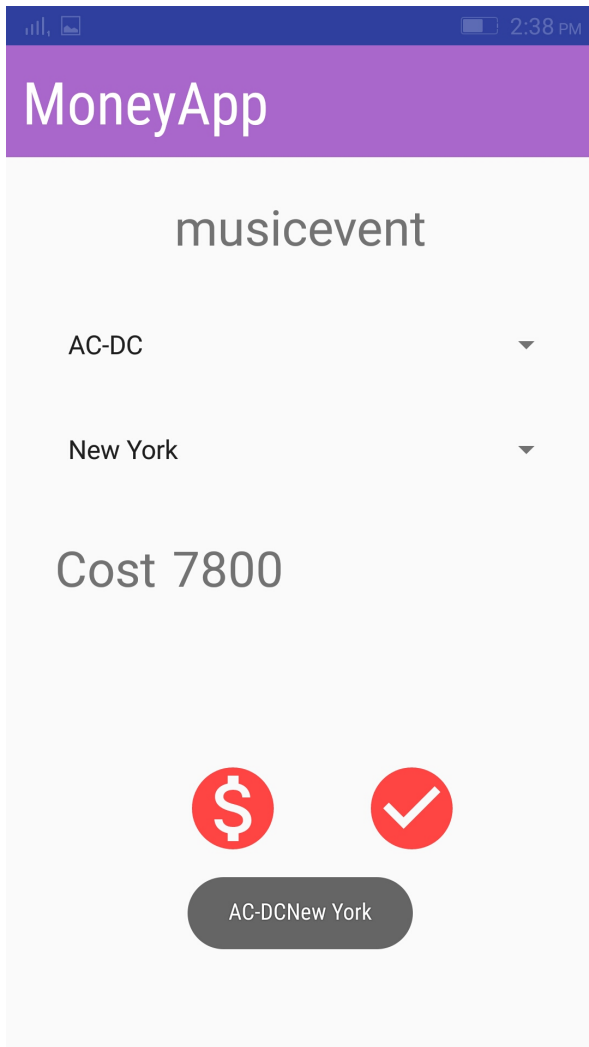 2:38 PM
MoneyApp
musicevent
AC-DC
New York
Cost 7800
$
AC-DCNew York